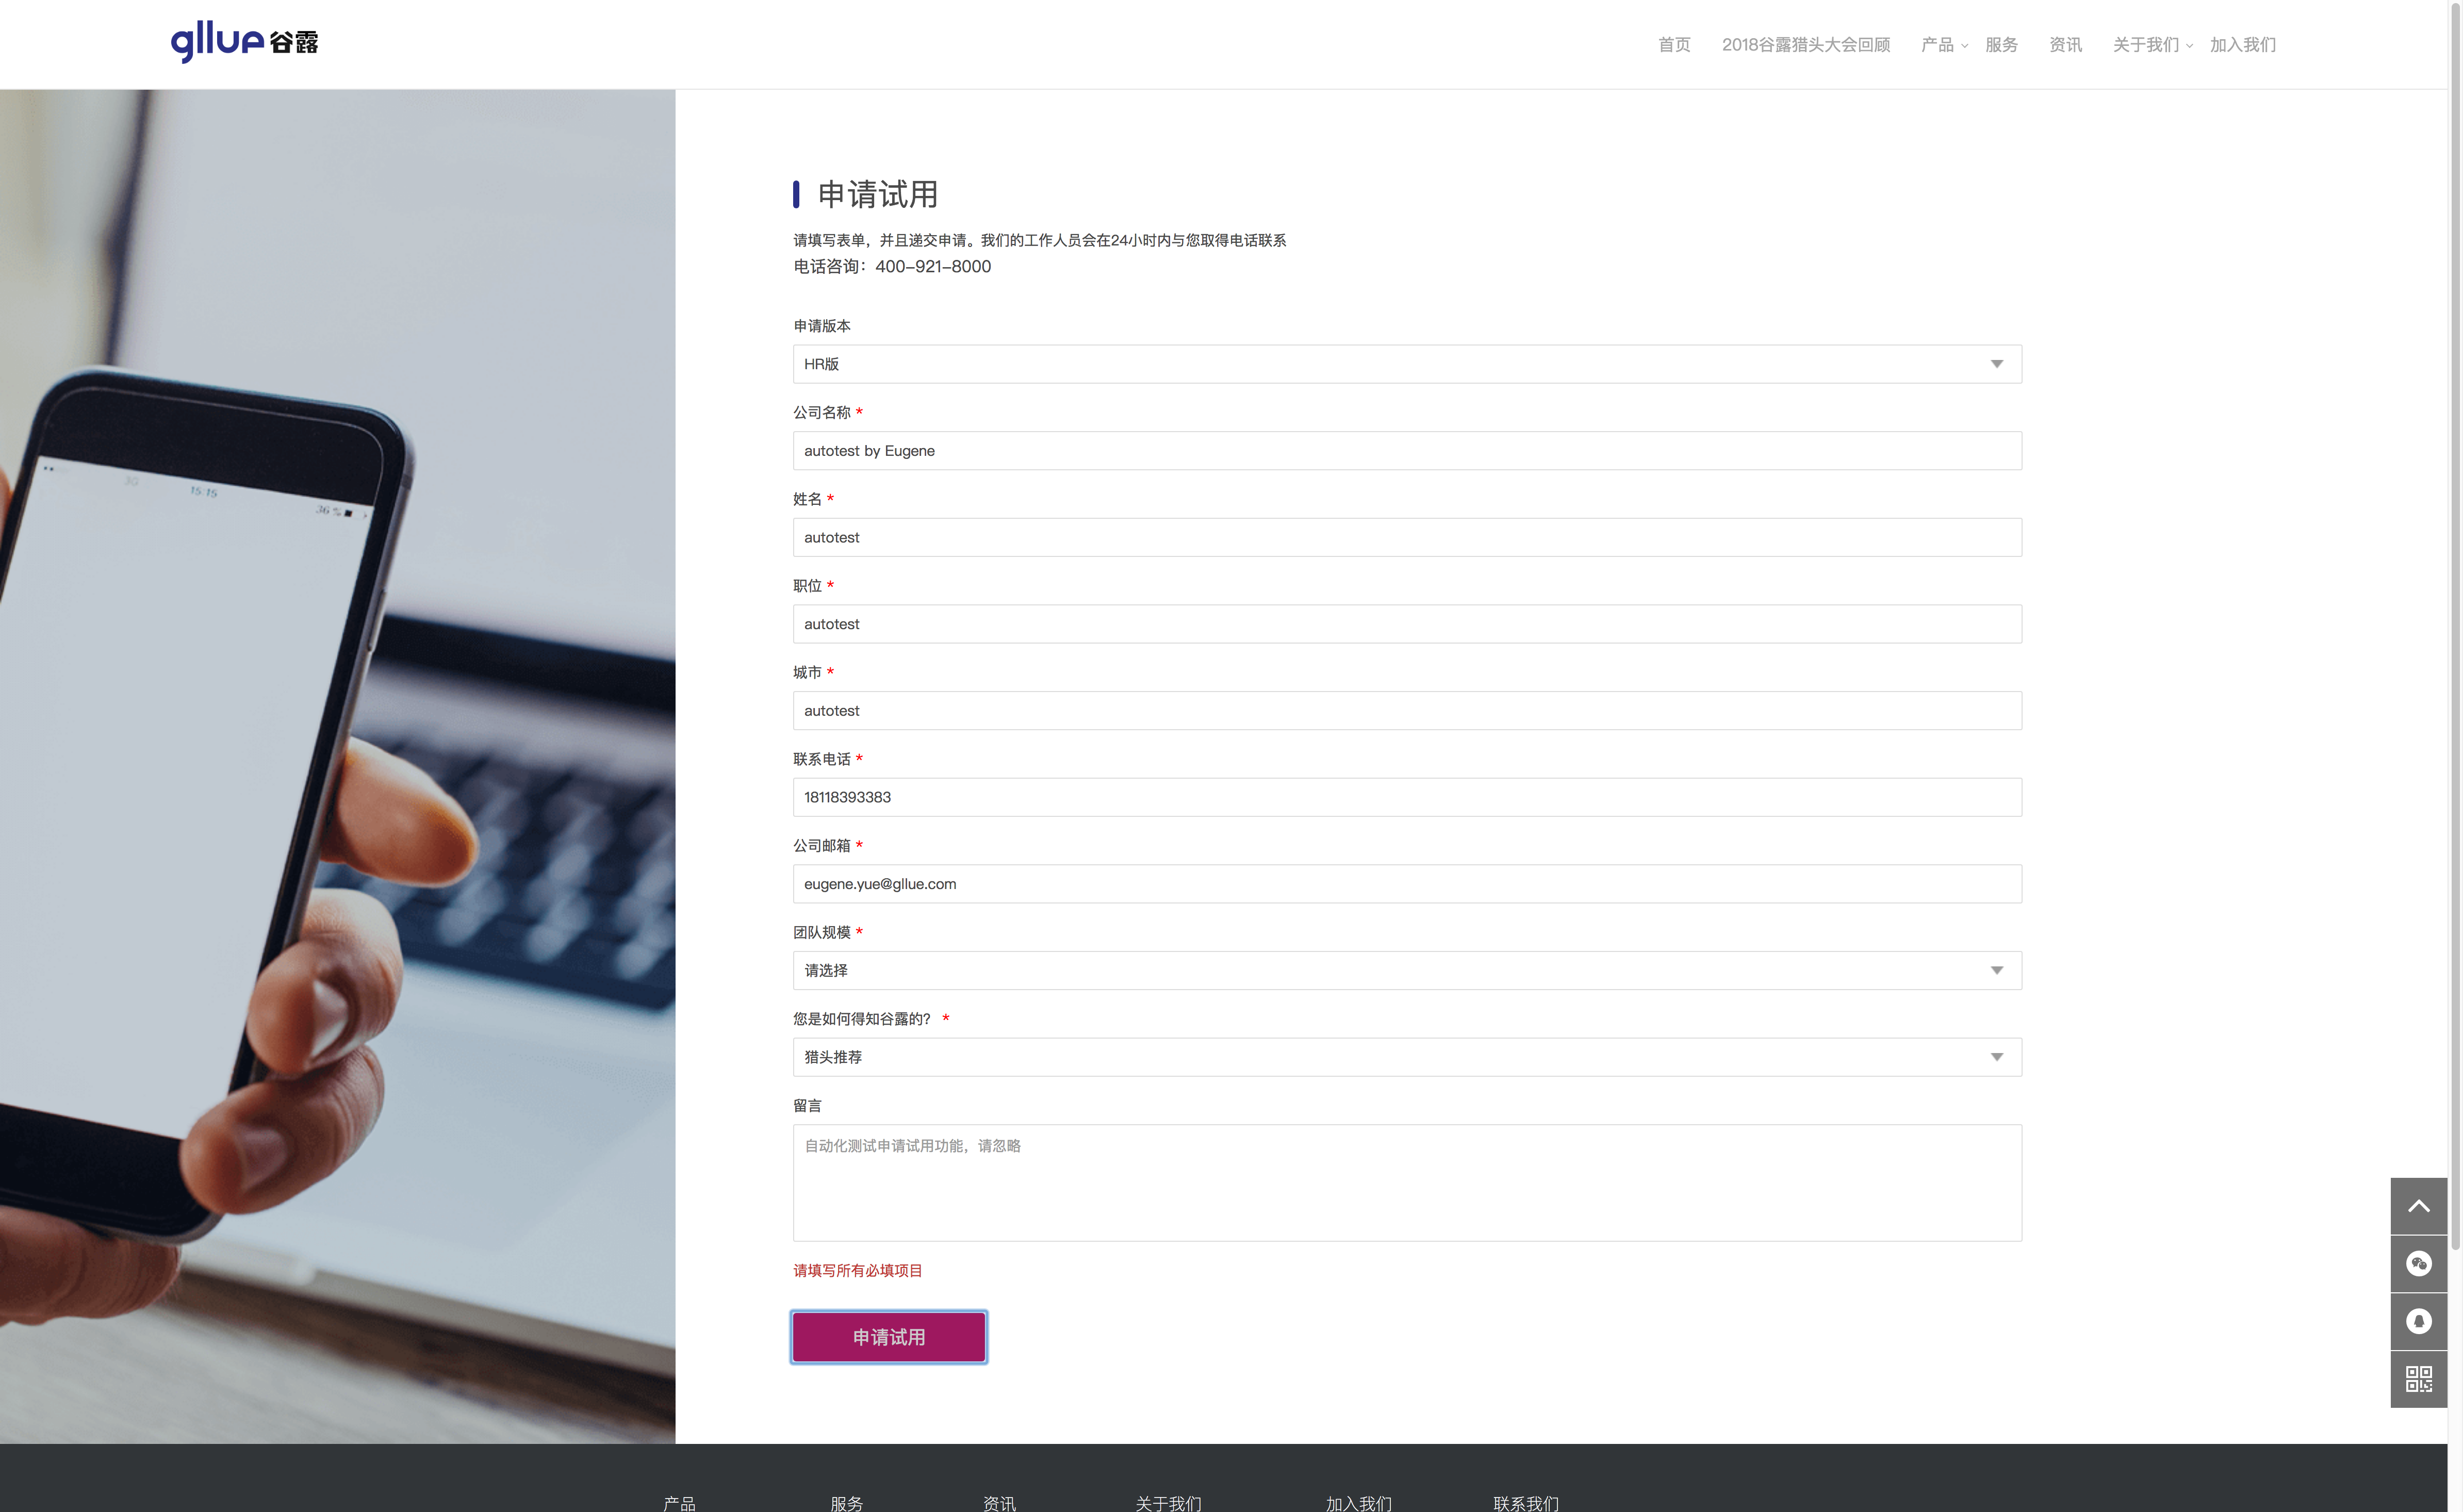 gllue 谷露
首页 2018谷露猎头大会回顾 产品 服务 资讯 关于我们 加入我们
15:15
36 %
申请试用
请填写表单，并且递交申请。我们的工作人员会在24小时内与您取得电话联系
电话咨询：400-921-8000
申请版本
HR版
公司名称 *
autotest by Eugene
姓名 *
autotest
职位 *
autotest
城市 *
autotest
联系电话 *
18118393383
公司邮箱 *
eugene.yue@gllue.com
团队规模 *
请选择
您是如何得知谷露的？ *
猎头推荐
留言
自动化测试申请试用功能，请忽略
请填写所有必填项目
申请试用
产品 服务 资讯 关于我们 加入我们 联系我们